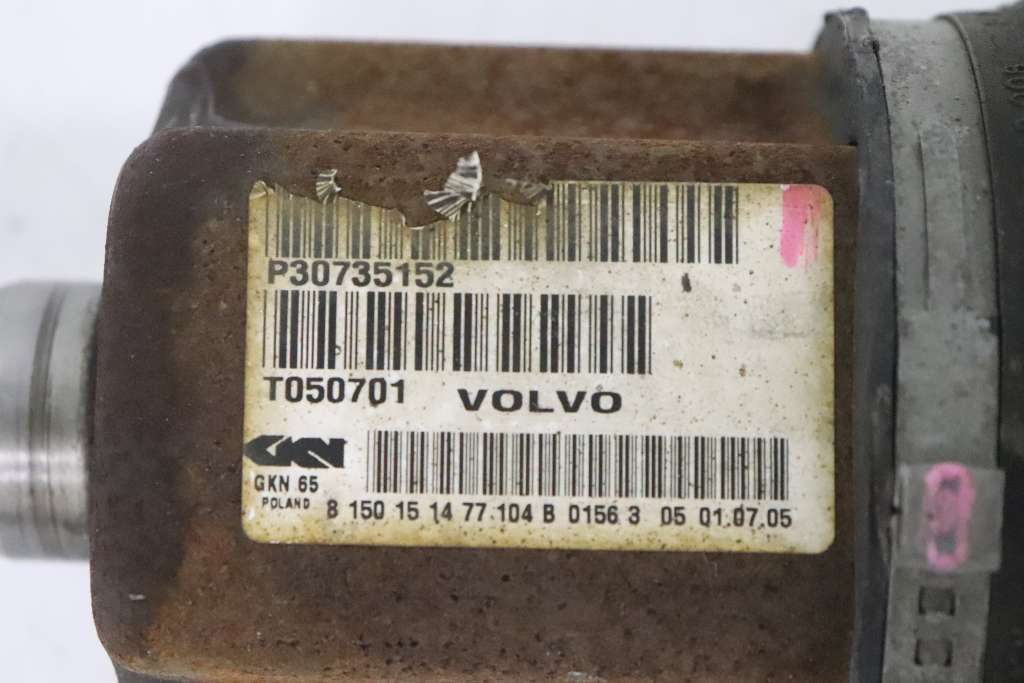 P30735152
T050701 VOLVO
GKN
GKN 65
POLAND
8 150 15 14 77.104 B 0156 3 05 01.07.05